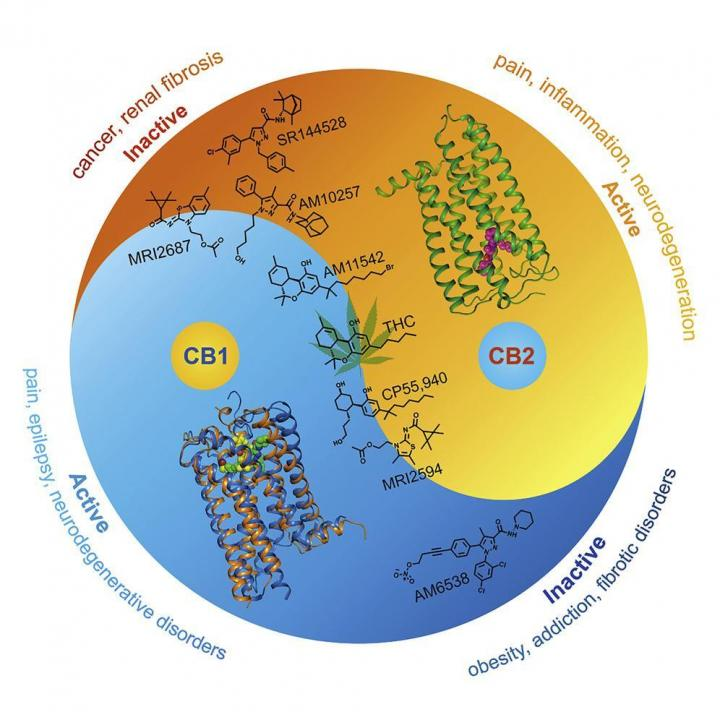 cancer, renal fibrosis
Inactive
pain, inflammation, neurodegeneration
Active
SR144528
AM10257
MRI2687
AM11542
THC
CB1
CB2
CP55,940
MRI2594
AM6538
Active
pain, epilepsy, neurodegenerative disorders
Inactive
obesity, addiction, fibrotic disorders